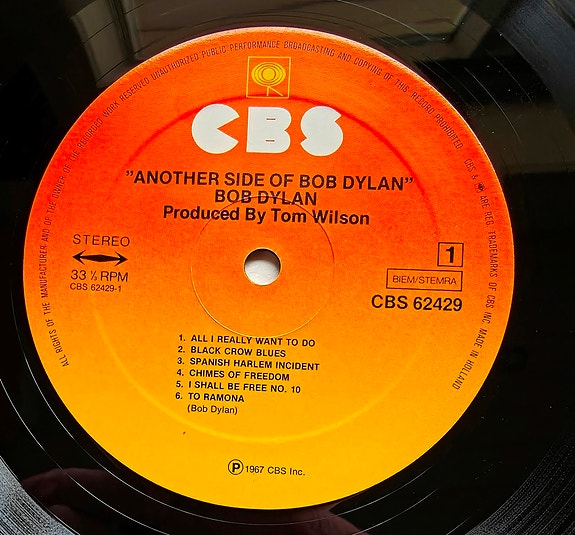 ALL RIGHTS OF THE MANUFACTURER AND OF THE OWNER OF THE RECORDED WORK RESERVED UNAUTHORIZED PUBLIC PERFORMANCE BROADCASTING AND COPYING OF THIS RECORD PROHIBITED. CBS & ARE REG. TRADEMARKS OF CBS INC. MADE IN HOLLAND
CBS
"ANOTHER SIDE OF BOB DYLAN"
BOB DYLAN
Produced By Tom Wilson
STEREO
33 ⅓ RPM
CBS 62429-1
1
BIEM/STEMRA
CBS 62429
1. ALL I REALLY WANT TO DO
2. BLACK CROW BLUES
3. SPANISH HARLEM INCIDENT
4. CHIMES OF FREEDOM
5. I SHALL BE FREE NO. 10
6. TO RAMONA
(Bob Dylan)
Ⓟ 1967 CBS Inc.